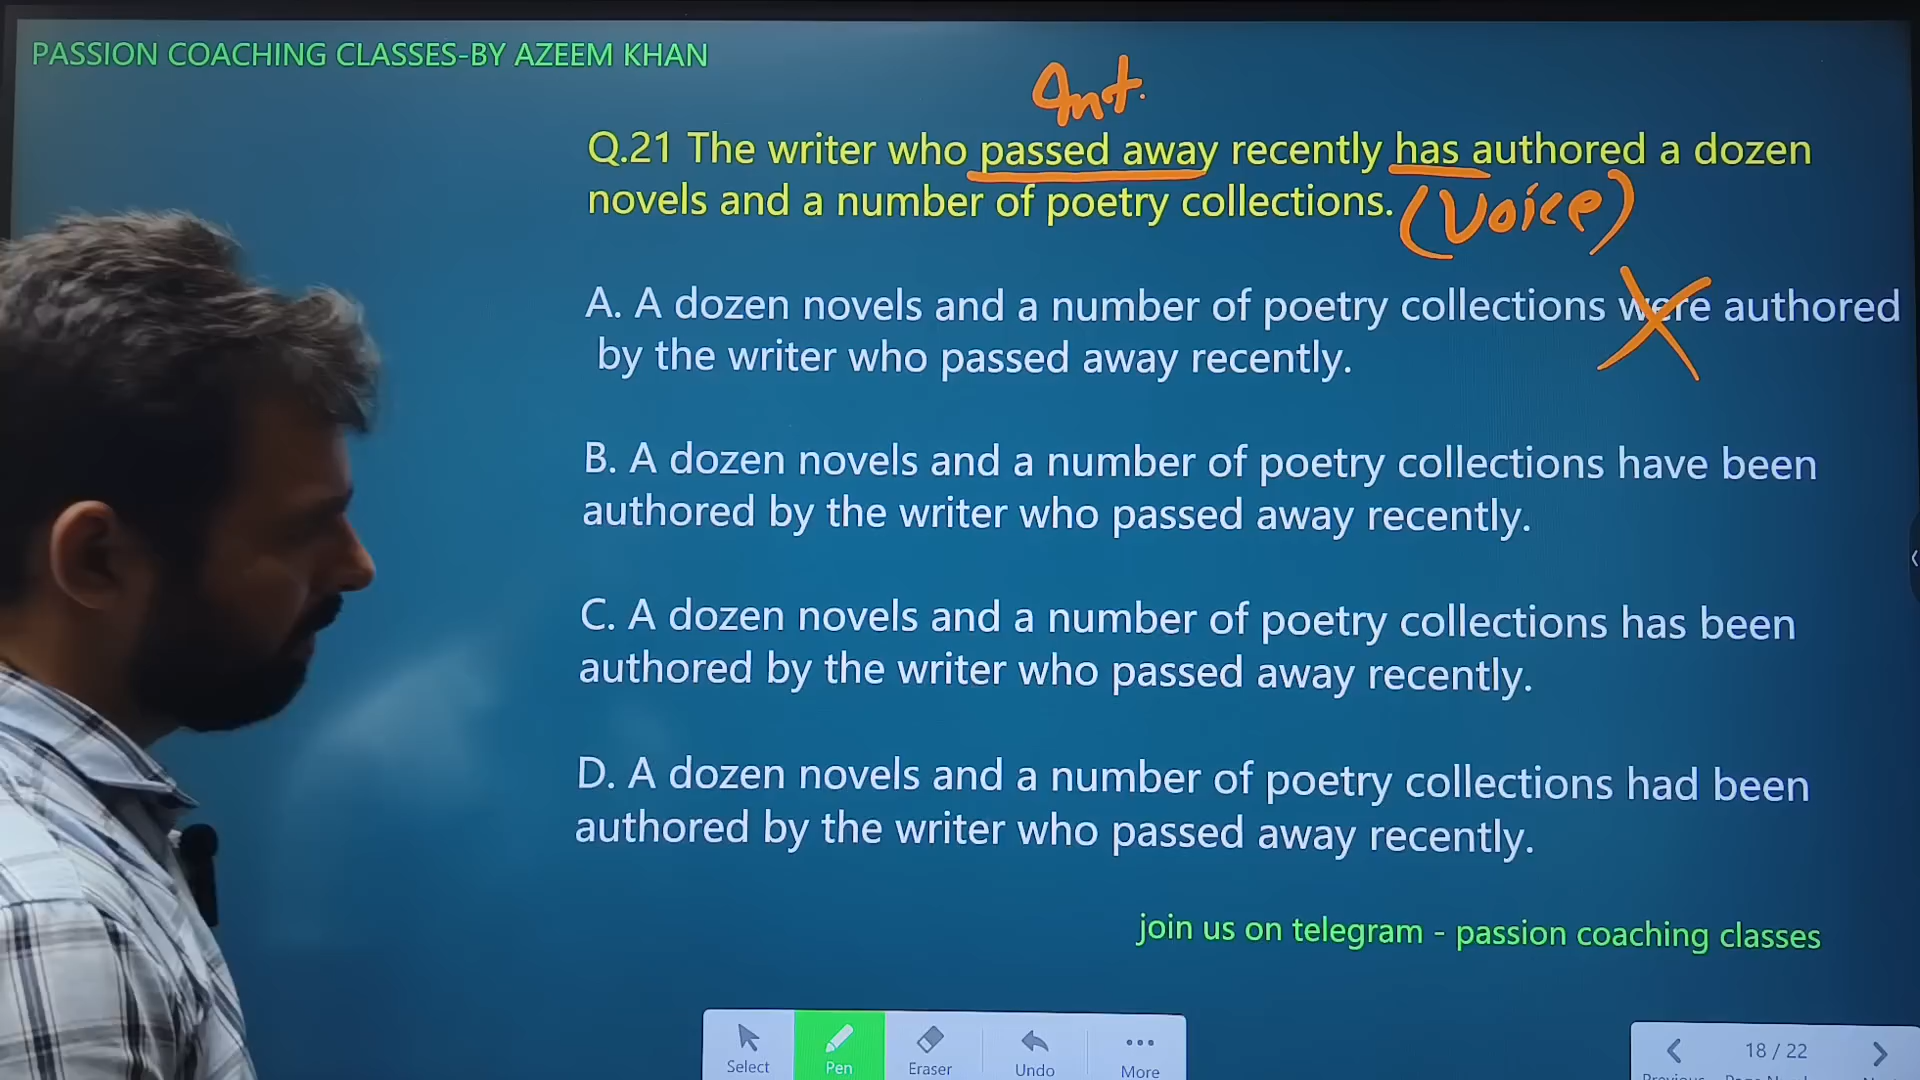 PASSION COACHING CLASSES-BY AZEEM KHAN
Int.
Q.21 The writer who passed away recently has authored a dozen
novels and a number of poetry collections. (Voice)
A. A dozen novels and a number of poetry collections were authored
by the writer who passed away recently.
B. A dozen novels and a number of poetry collections have been
authored by the writer who passed away recently.
C. A dozen novels and a number of poetry collections has been
authored by the writer who passed away recently.
D. A dozen novels and a number of poetry collections had been
authored by the writer who passed away recently.
join us on telegram - passion coaching classes
Select Pen Eraser Undo More
18 / 22